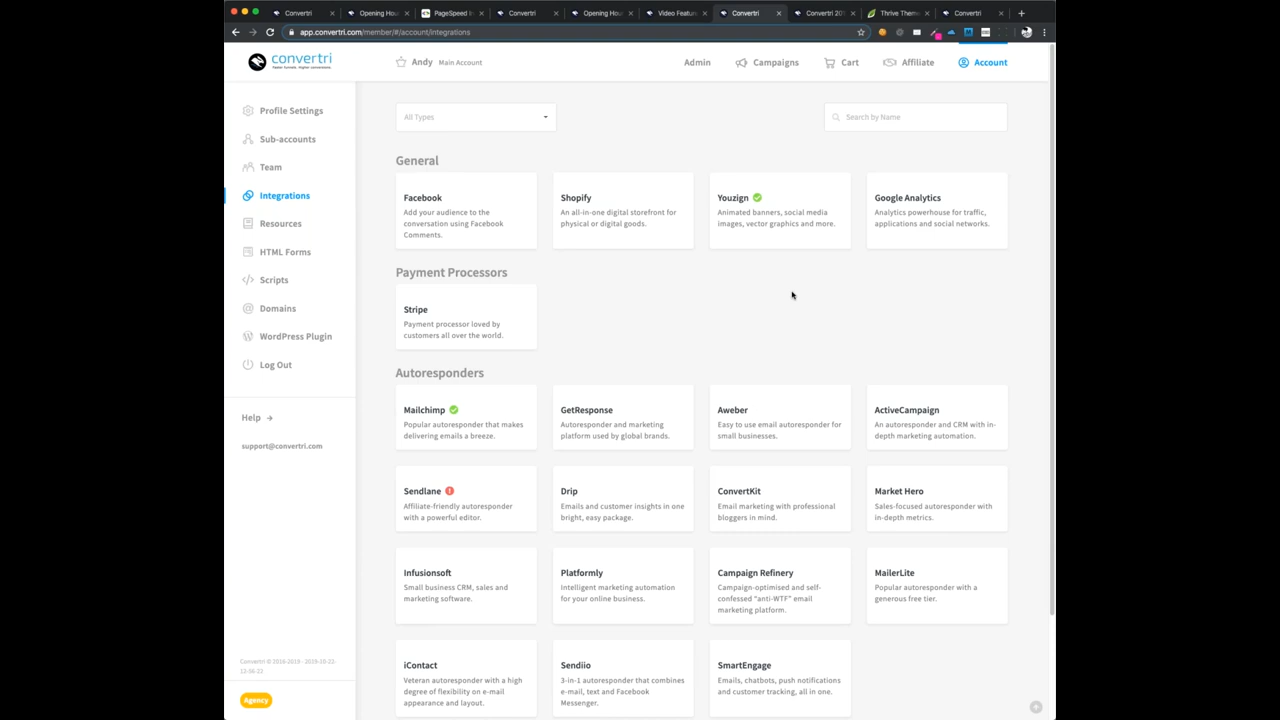 Convertri
Opening Hou
PageSpeed I
Convertri
Opening Hou
Video Featur
Convertri
Convertri 201
Thrive Them
Convertri
app.convertri.com/member/#/account/integrations
convertri
Faster funnels. Higher conversions.
Andy Main Account
Admin
Campaigns
Cart
Affiliate
Account
Profile Settings
Sub-accounts
Team
Integrations
Resources
HTML Forms
Scripts
Domains
WordPress Plugin
Log Out
Help →
support@convertri.com
All Types
Search by Name
General
Facebook
Add your audience to the
conversation using Facebook
Comments.
Shopify
An all-in-one digital storefront for
physical or digital goods.
Youzign
Animated banners, social media
images, vector graphics and more.
Google Analytics
Analytics powerhouse for traffic,
applications and social networks.
Payment Processors
Stripe
Payment processor loved by
customers all over the world.
Autoresponders
Mailchimp
Popular autoresponder that makes
delivering emails a breeze.
GetResponse
Autoresponder and marketing
platform used by global brands.
Aweber
Easy to use email autoresponder for
small businesses.
ActiveCampaign
An autoresponder and CRM with in-
depth marketing automation.
Sendlane
Affiliate-friendly autoresponder
with a powerful editor.
Drip
Emails and customer insights in one
bright, easy package.
ConvertKit
Email marketing with professional
bloggers in mind.
Market Hero
Sales-focused autoresponder with
in-depth metrics.
Infusionsoft
Small business CRM, sales and
marketing software.
Platformly
Intelligent marketing automation
for your online business.
Campaign Refinery
Campaign-optimised and self-
confessed "anti-WTF" email
marketing platform.
MailerLite
Popular autoresponder with a
generous free tier.
iContact
Veteran autoresponder with a high
degree of flexibility on e-mail
appearance and layout.
Sendiio
3-in-1 autoresponder that combines
e-mail, text and Facebook
Messenger.
SmartEngage
Emails, chatbots, push notifications
and customer tracking, all in one.
Convertri © 2016-2019 - 2019-10-22-
12-56-23
Agency